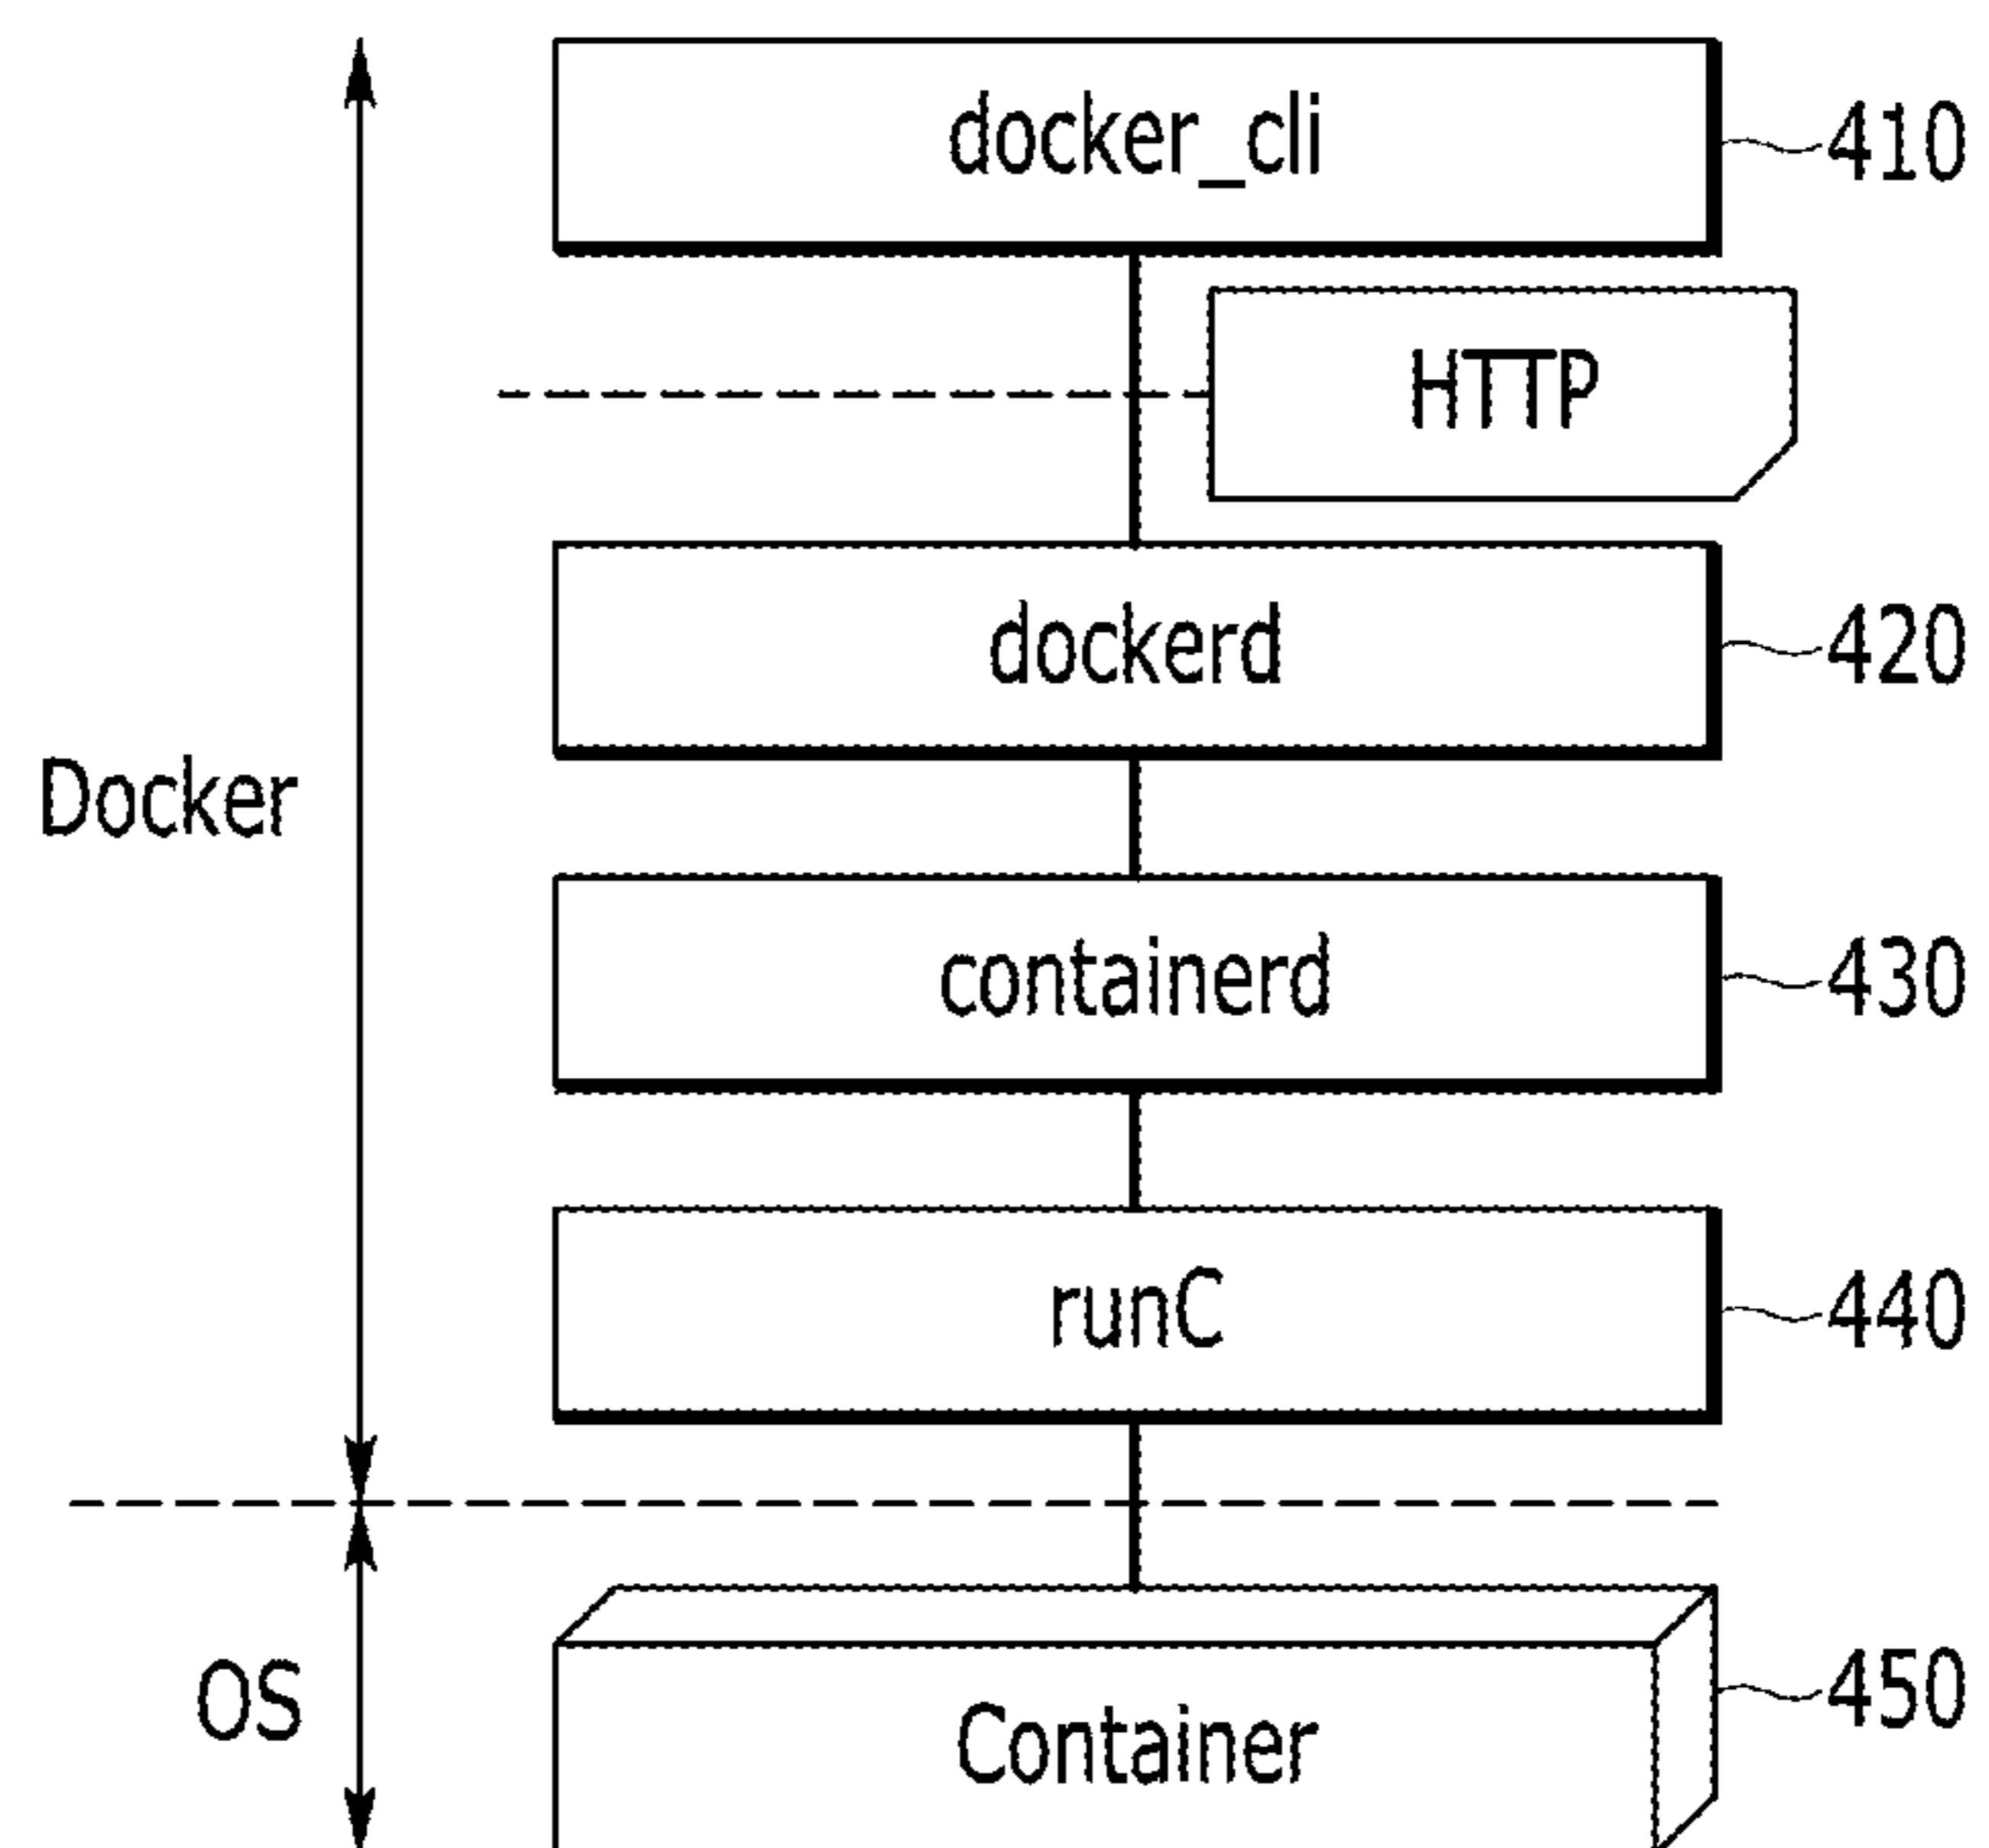 docker_cli
410
HTTP
dockerd
420
Docker
containerd
430
runC
440
OS
Container
450